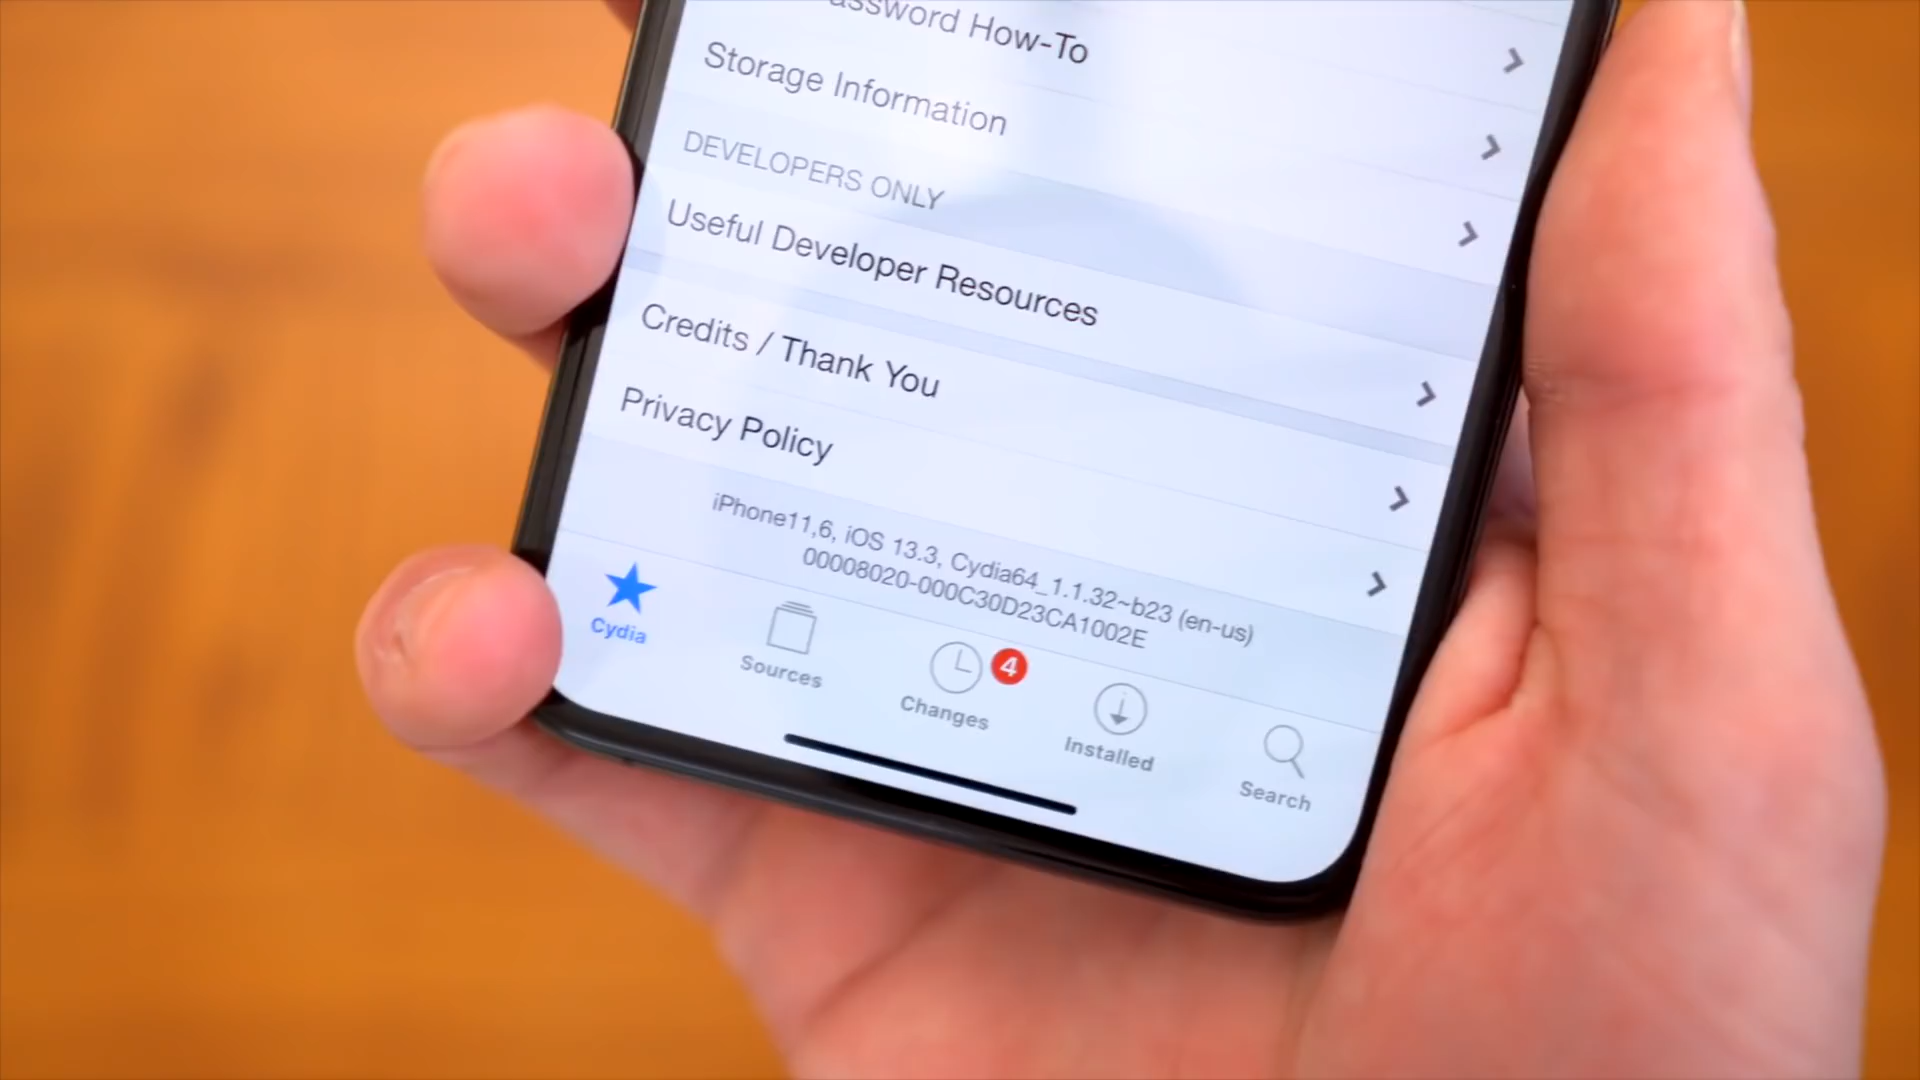 How-To
Storage Information
DEVELOPERS ONLY
Useful Developer Resources
Credits / Thank You
Privacy Policy
iPhone11,6, iOS 13.3, Cydia64_1.1.32~b23 (en-us)
00008020-000C30D23CA1002E
Cydia
Sources
4
Changes
Installed
Search